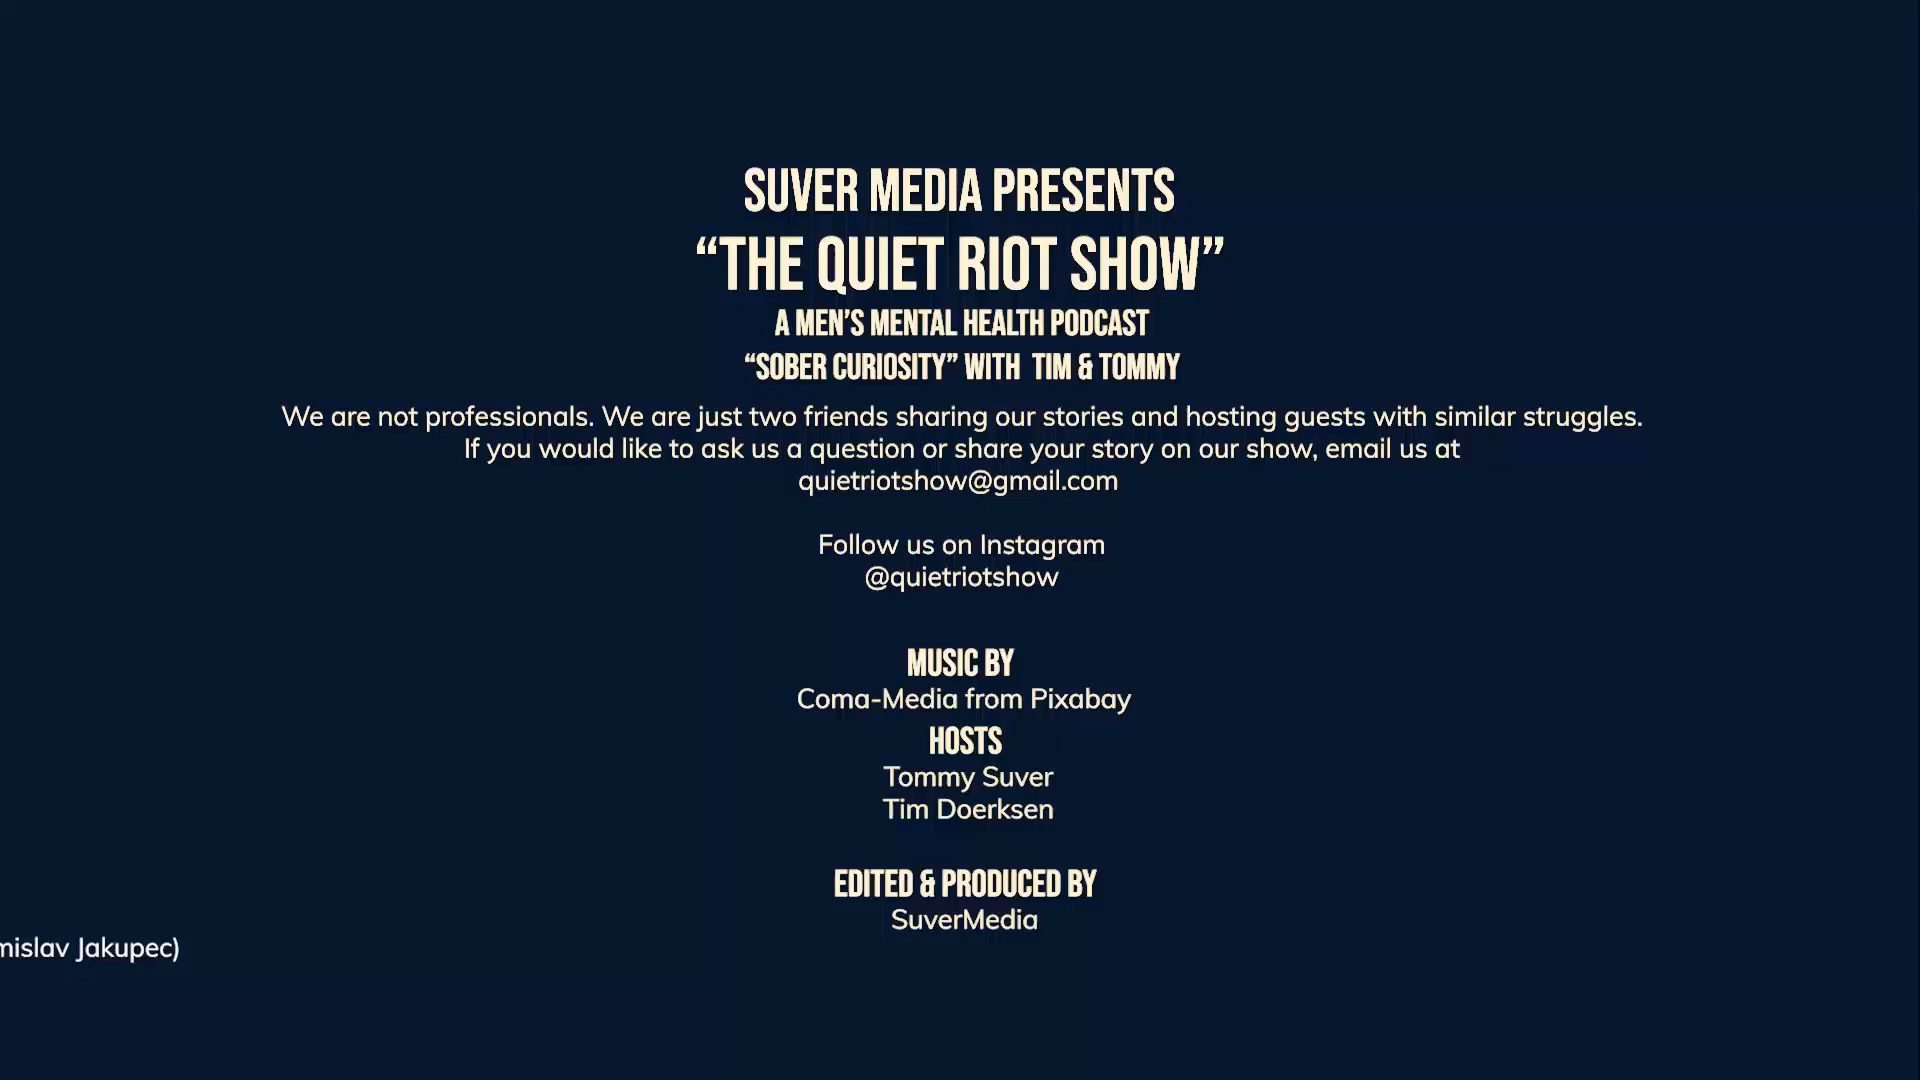 SUVER MEDIA PRESENTS
“THE QUIET RIOT SHOW”
A MEN’S MENTAL HEALTH PODCAST
“SOBER CURIOSITY” WITH TIM & TOMMY
We are not professionals. We are just two friends sharing our stories and hosting guests with similar struggles.
If you would like to ask us a question or share your story on our show, email us at
quietriotshow@gmail.com
Follow us on Instagram
@quietriotshow
MUSIC BY
Coma-Media from Pixabay
HOSTS
Tommy Suver
Tim Doerksen
EDITED & PRODUCED BY
SuverMedia
Jakupec)